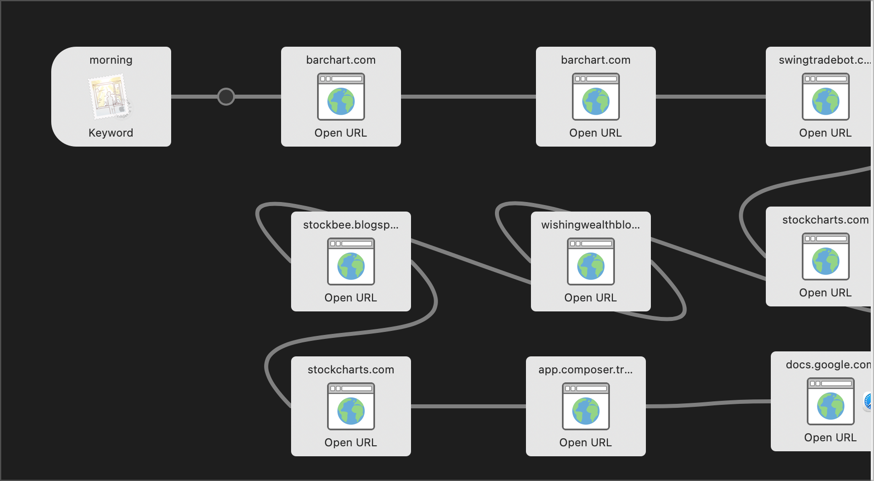 morning
Keyword
barchart.com
Open URL
barchart.com
Open URL
swingtradebot.c...
Open URL
stockbee.blogsp...
Open URL
wishingwealthblo...
Open URL
stockcharts.com
Open URL
stockcharts.com
Open URL
app.composer.tr...
Open URL
docs.google.com
Open URL